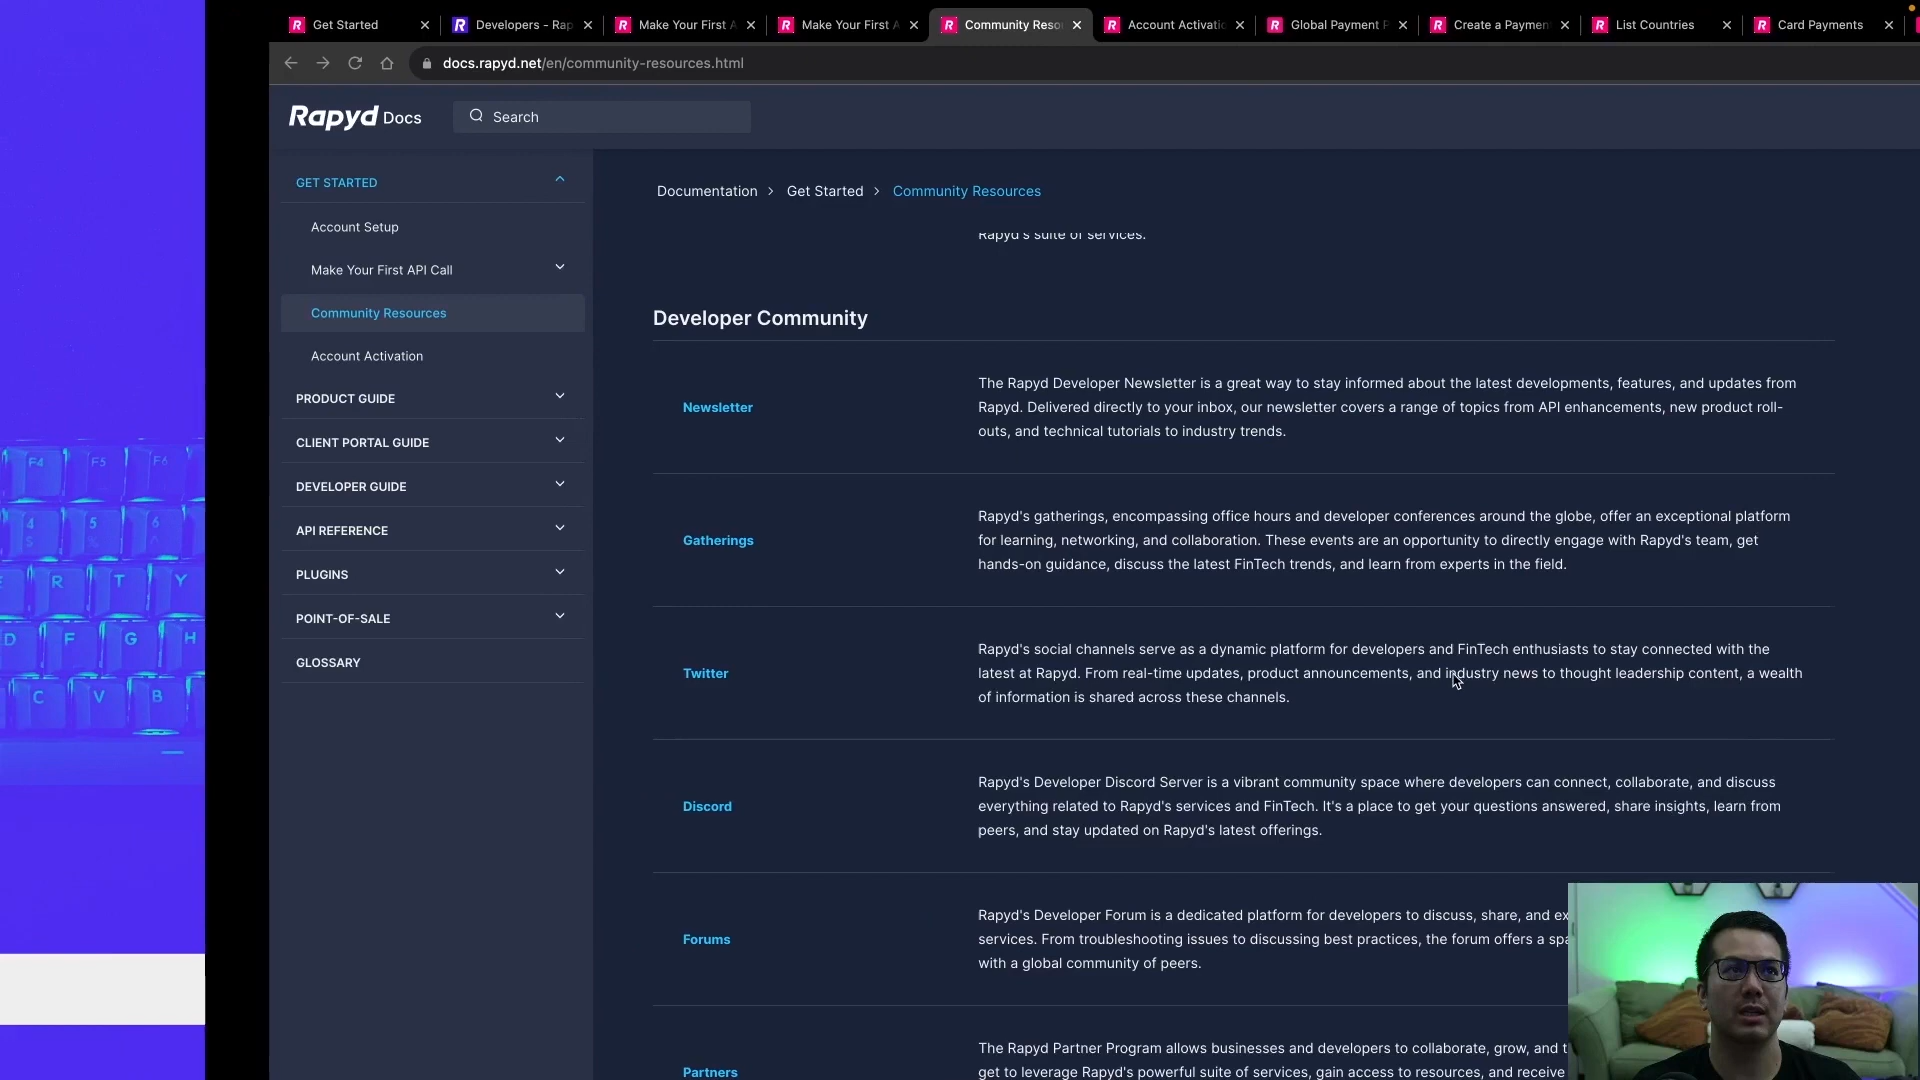 Get Started
Developers - Rap
Make Your First A
Make Your First A
Community Reso
Account Activatio
Global Payment P
Create a Paymen
List Countries
Card Payments
docs.rapyd.net/en/community-resources.html
Rapyd Docs
Search
GET STARTED
Account Setup
Make Your First API Call
Community Resources
Account Activation
PRODUCT GUIDE
CLIENT PORTAL GUIDE
DEVELOPER GUIDE
API REFERENCE
PLUGINS
POINT-OF-SALE
GLOSSARY
Documentation > Get Started > Community Resources
Rapyd's suite of services.
Developer Community
Newsletter
The Rapyd Developer Newsletter is a great way to stay informed about the latest developments, features, and updates from
Rapyd. Delivered directly to your inbox, our newsletter covers a range of topics from API enhancements, new product roll-
outs, and technical tutorials to industry trends.
Gatherings
Rapyd's gatherings, encompassing office hours and developer conferences around the globe, offer an exceptional platform
for learning, networking, and collaboration. These events are an opportunity to directly engage with Rapyd's team, get
hands-on guidance, discuss the latest FinTech trends, and learn from experts in the field.
Twitter
Rapyd's social channels serve as a dynamic platform for developers and FinTech enthusiasts to stay connected with the
latest at Rapyd. From real-time updates, product announcements, and industry news to thought leadership content, a wealth
of information is shared across these channels.
Discord
Rapyd's Developer Discord Server is a vibrant community space where developers can connect, collaborate, and discuss
everything related to Rapyd's services and FinTech. It's a place to get your questions answered, share insights, learn from
peers, and stay updated on Rapyd's latest offerings.
Forums
Rapyd's Developer Forum is a dedicated platform for developers to discuss, share, and ex
services. From troubleshooting issues to discussing best practices, the forum offers a spa
with a global community of peers.
Partners
The Rapyd Partner Program allows businesses and developers to collaborate, grow, and t
get to leverage Rapyd's powerful suite of services, gain access to resources, and receive
F4 F5 F6
4 5 6
$ % ^
R T Y
D F G H
C V B